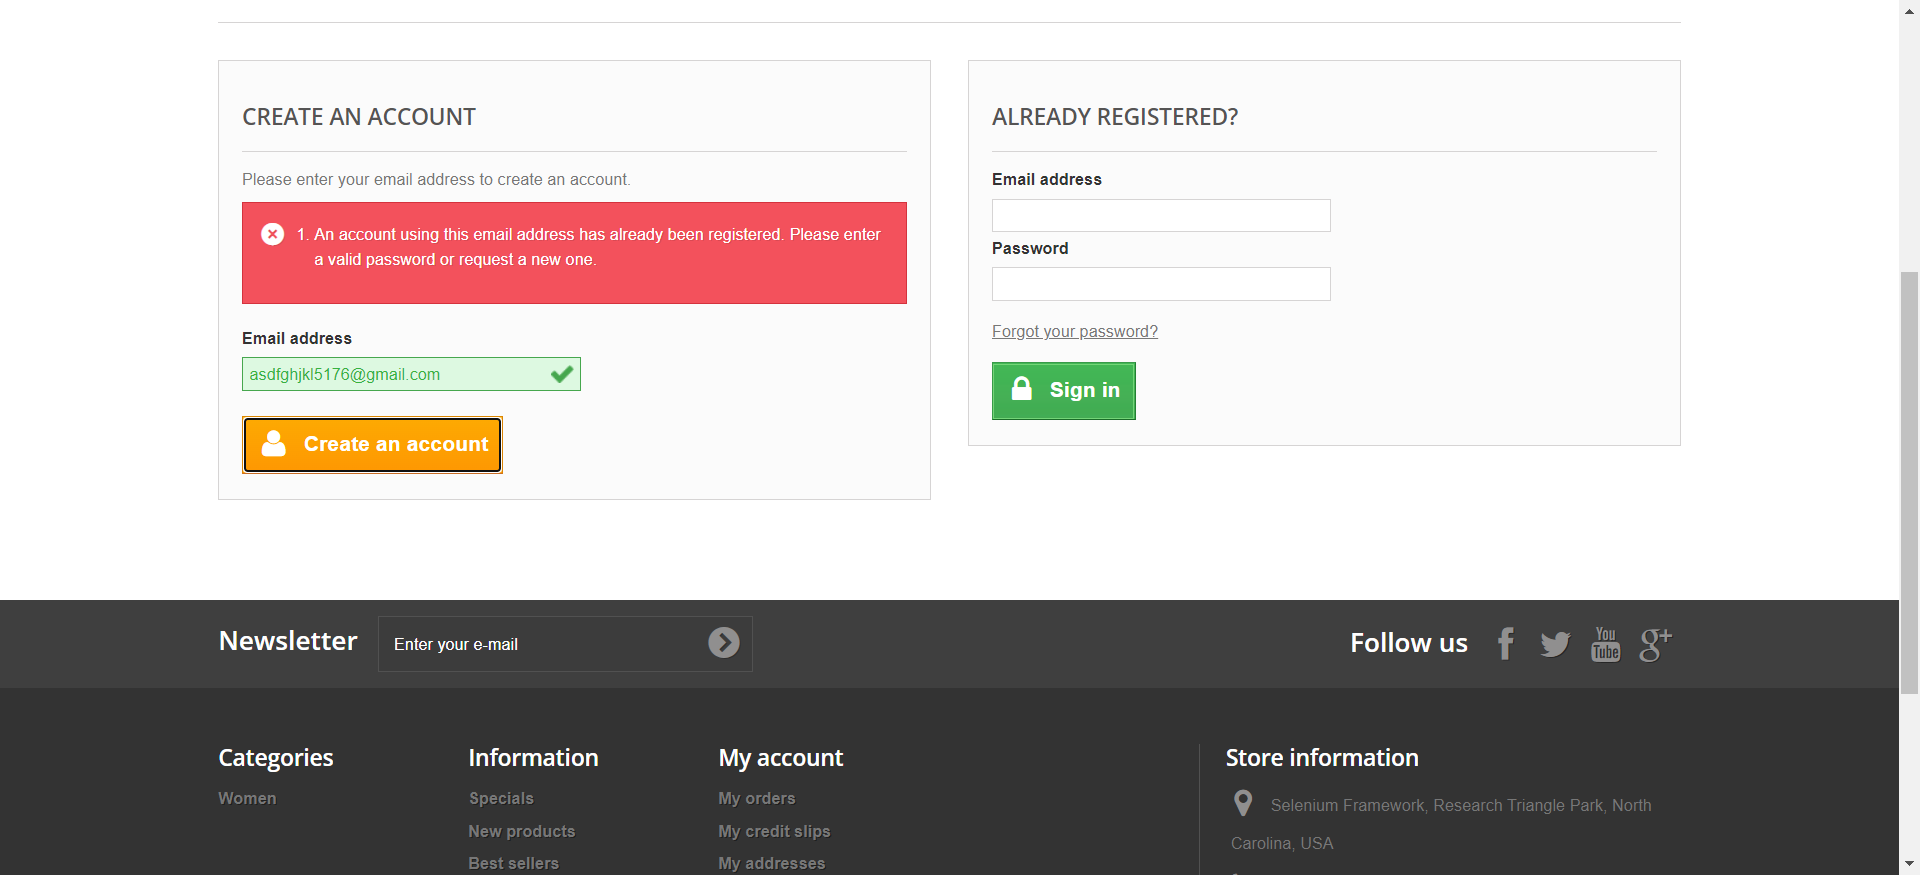 CREATE AN ACCOUNT
Please enter your email address to create an account.
1. An account using this email address has already been registered. Please enter
a valid password or request a new one.
Email address
asdfghjkl5176@gmail.com
Create an account
ALREADY REGISTERED?
Email address
Password
Forgot your password?
Sign in
Newsletter
Enter your e-mail
Follow us
You
Tube
g+
Categories
Women
Information
Specials
New products
Best sellers
My account
My orders
My credit slips
My addresses
Store information
Selenium Framework, Research Triangle Park, North
Carolina, USA